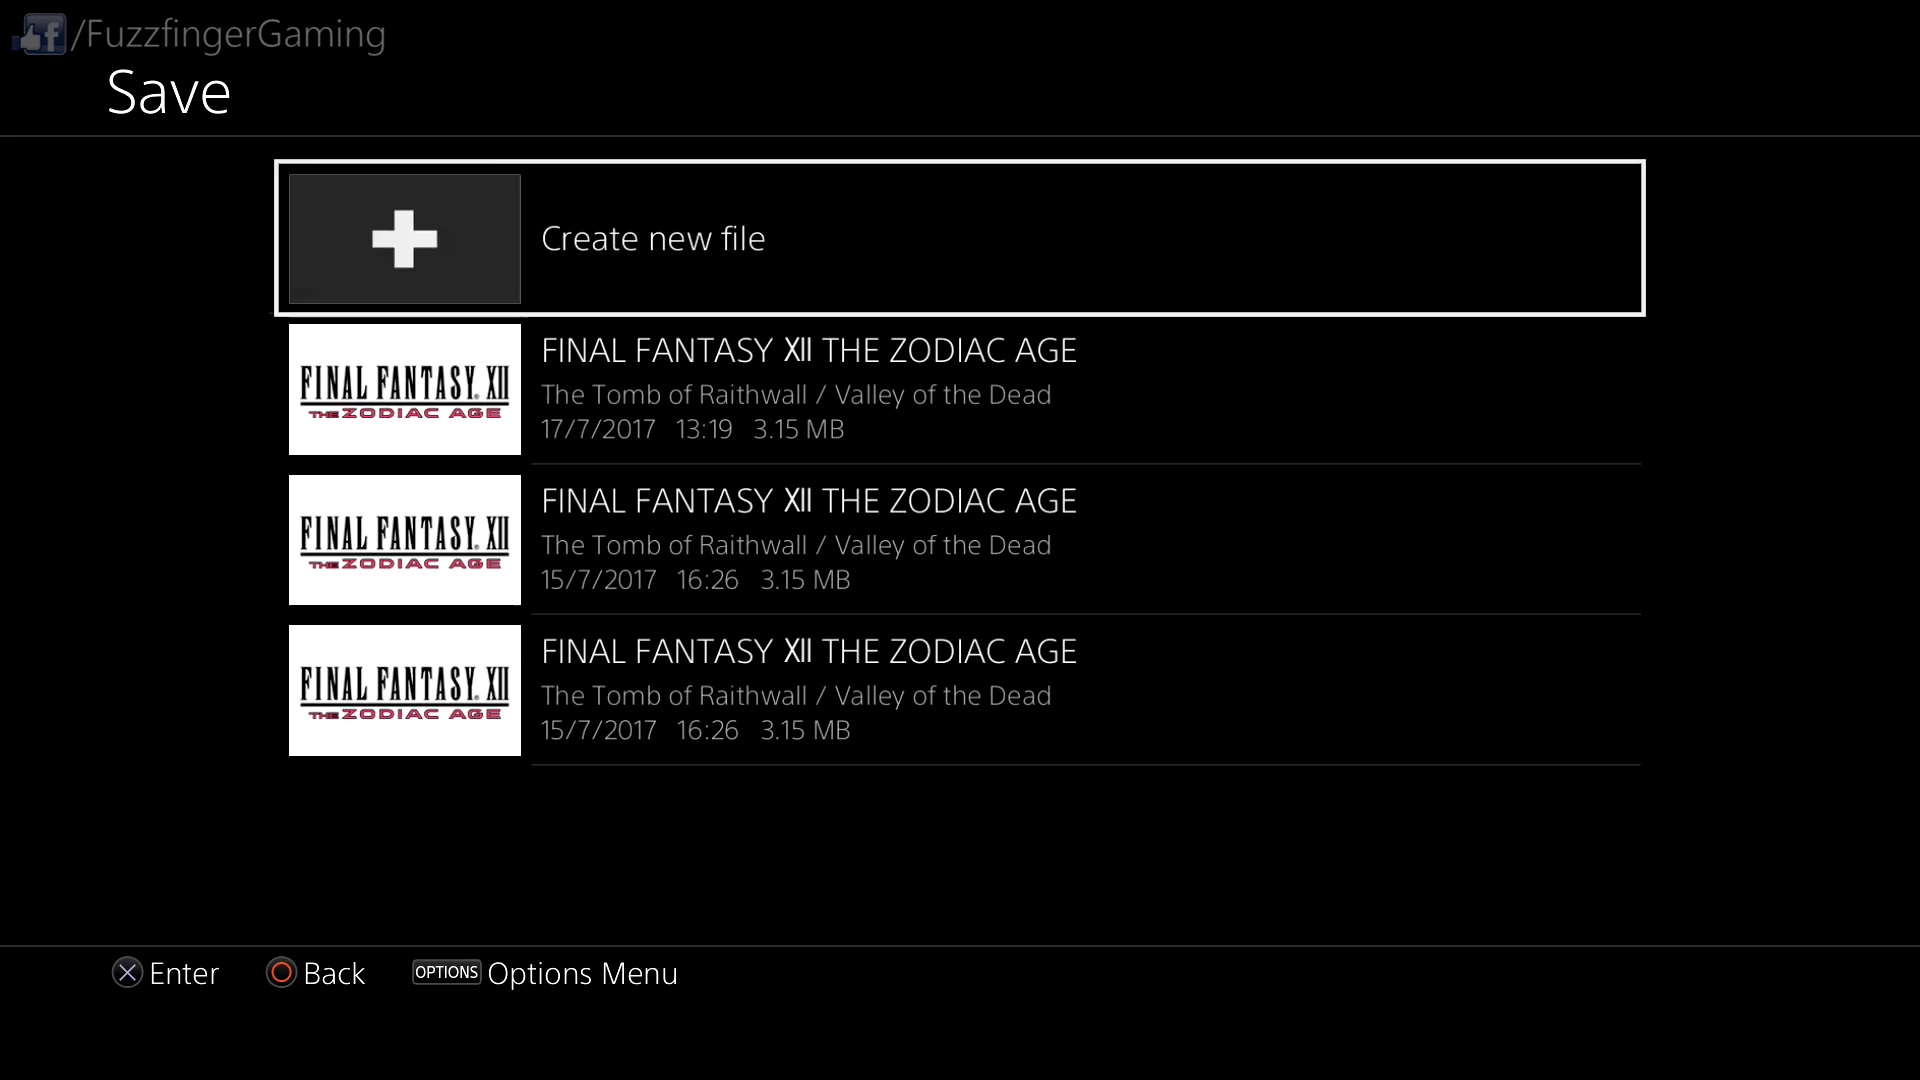 /FuzzfingerGaming
Save
Create new file
FINAL FANTASY XII
THE ZODIAC AGE
FINAL FANTASY XII THE ZODIAC AGE
The Tomb of Raithwall / Valley of the Dead
17/7/2017 13:19 3.15 MB
FINAL FANTASY XII
THE ZODIAC AGE
FINAL FANTASY XII THE ZODIAC AGE
The Tomb of Raithwall / Valley of the Dead
15/7/2017 16:26 3.15 MB
FINAL FANTASY XII
THE ZODIAC AGE
FINAL FANTASY XII THE ZODIAC AGE
The Tomb of Raithwall / Valley of the Dead
15/7/2017 16:26 3.15 MB
Enter Back OPTIONS Options Menu